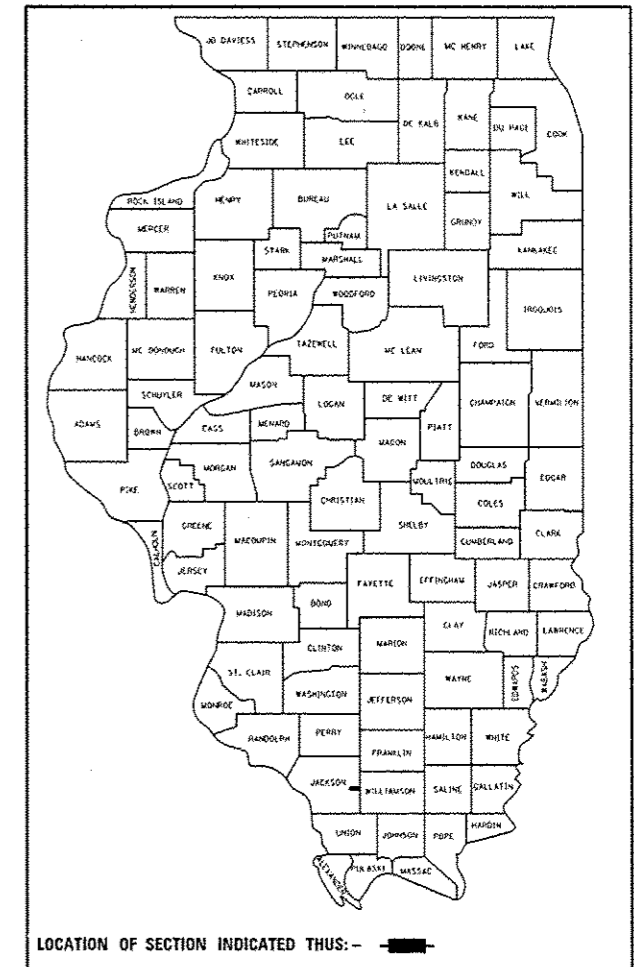 JO DAVIESS STEPHENSON WINNEBAGO BOONE MC HENRY LAKE
CARROLL OGLE
DE KALB KANE DU PAGE COOK
WHITESIDE LEE
KENDALL WILL
ROCK ISLAND HENRY BUREAU LA SALLE
GRUNDY
MERCER PUTNAM
STARK MARSHALL KANKAKEE
HENDERSON WARREN KNOX PEORIA WOODFORD LIVINGSTON
IROQUOIS
HANCOCK MC DONOUGH FULTON TAZEWELL MC LEAN FORD
MASON
SCHUYLER LOGAN DE WITT CHAMPAIGN VERMILION
ADAMS BROWN CASS MENARD MACON PIATT
MORGAN SANGAMON DOUGLAS
PIKE SCOTT CHRISTIAN MOULTRIE EDGAR
COLES
GREENE MACOUPIN MONTGOMERY SHELBY CUMBERLAND CLARK
CALHOUN JERSEY
FAYETTE EFFINGHAM JASPER CRAWFORD
MADISON BOND
CLAY RICHLAND LAWRENCE
CLINTON MARION
ST. CLAIR WAYNE EDWARDS WABASH
WASHINGTON
MONROE JEFFERSON
RANDOLPH PERRY HAMILTON WHITE
FRANKLIN
JACKSON WILLIAMSON SALINE GALLATIN
UNION JOHNSON POPE HARDIN
ALEXANDER PULASKI MASSAC
LOCATION OF SECTION INDICATED THUS:-